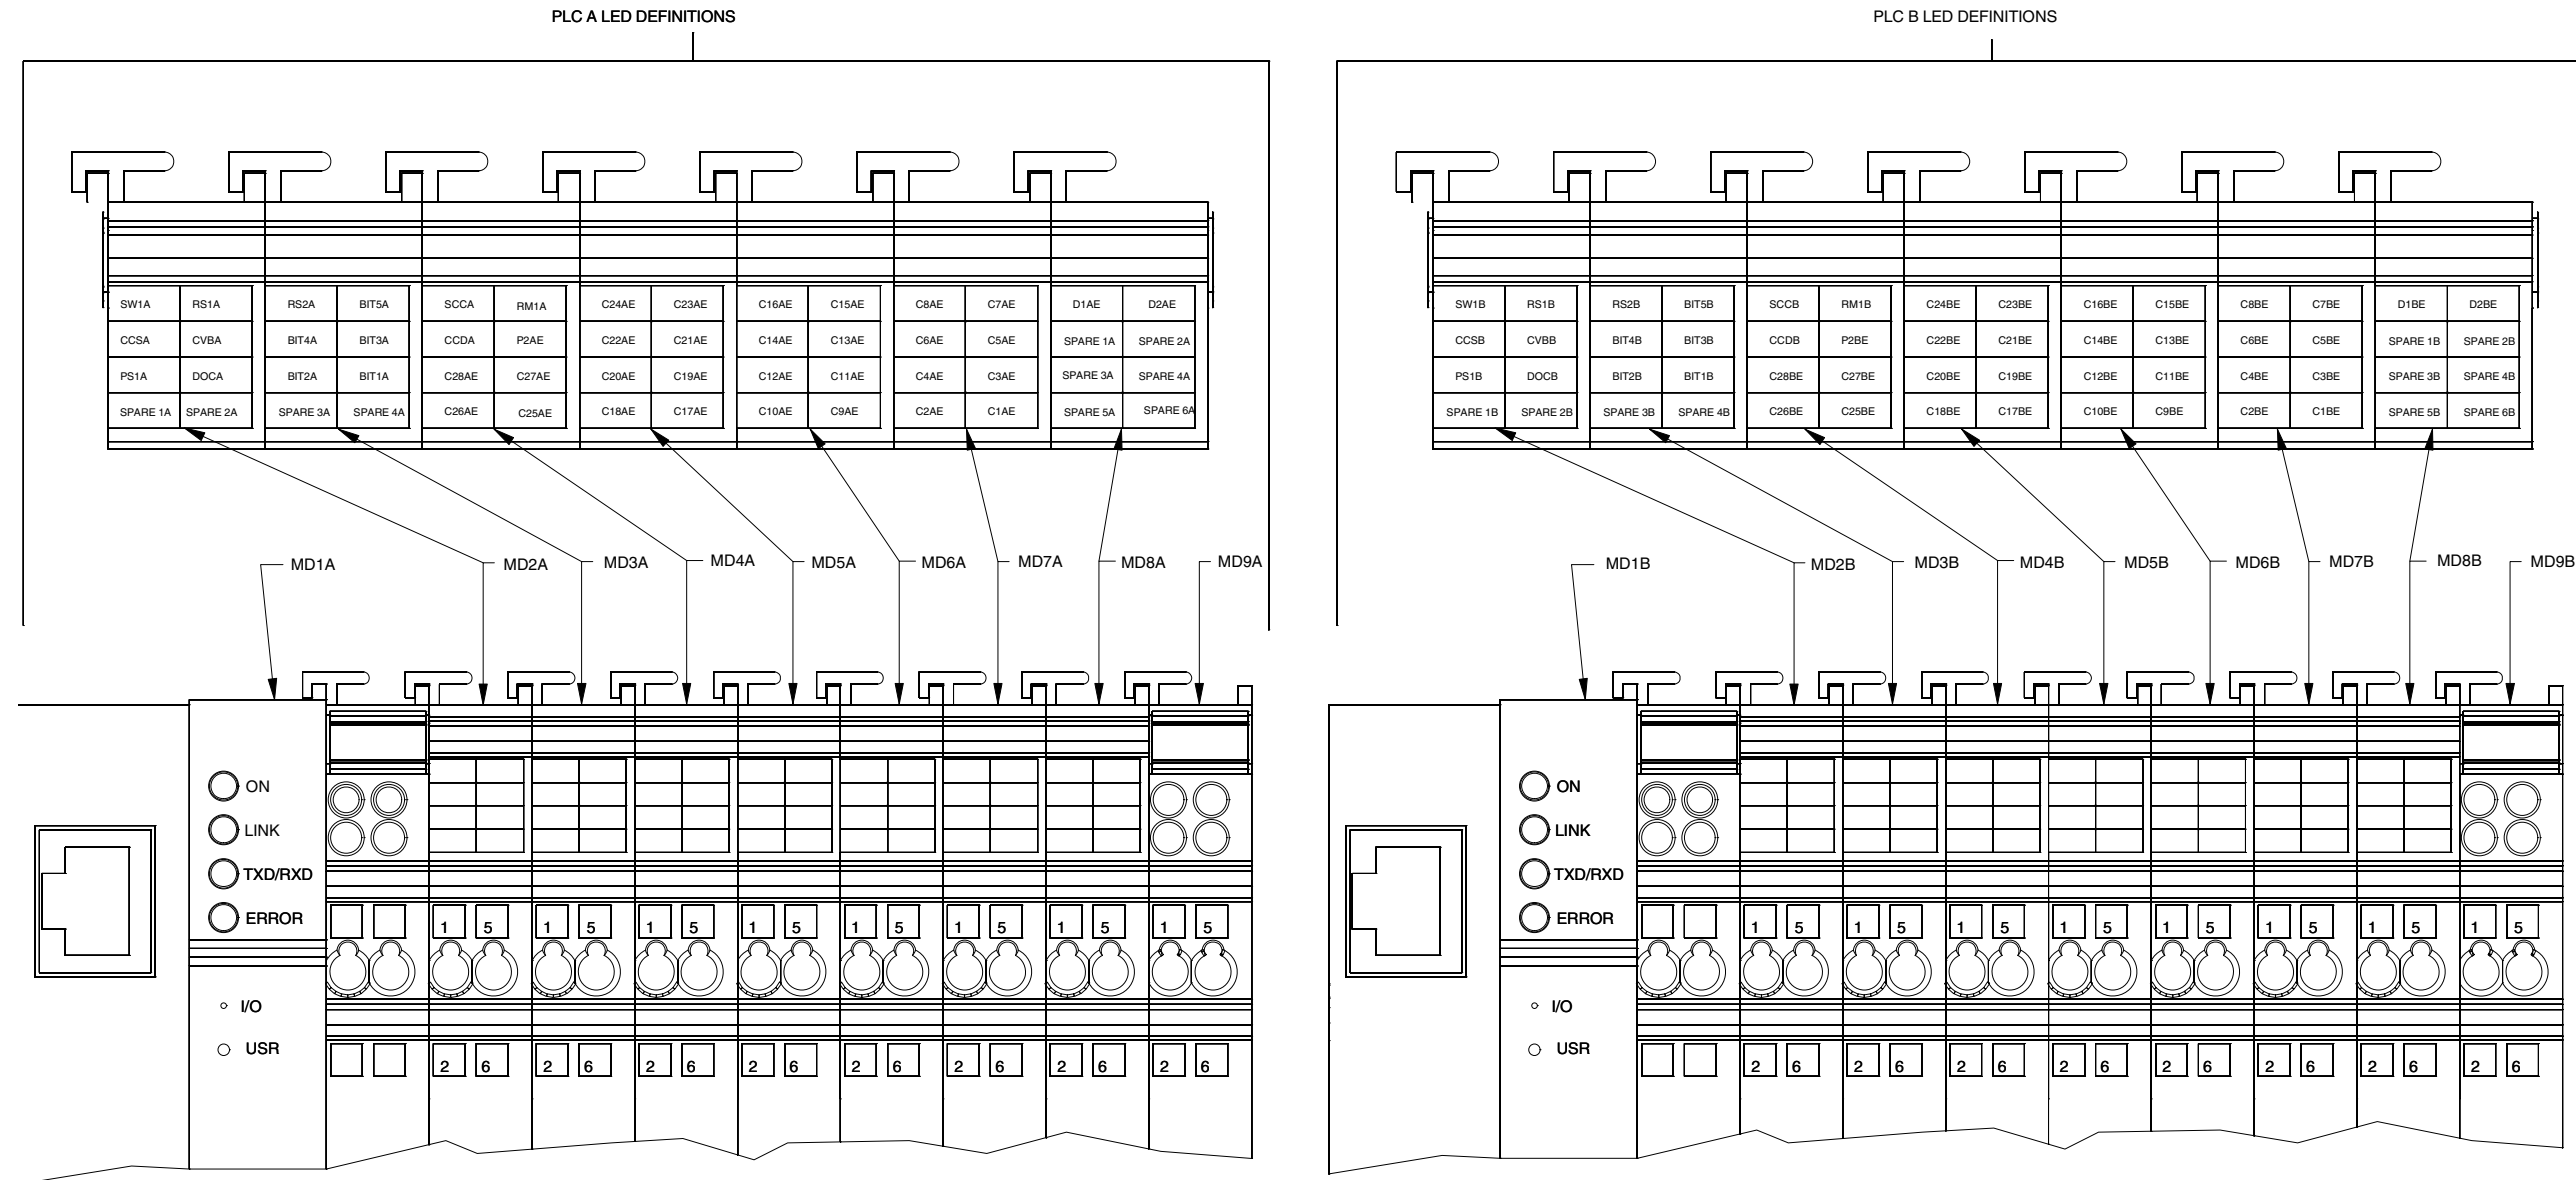 PLC A LED DEFINITIONS PLC B LED DEFINITIONS
SW1A RS1A RS2A BIT5A SCCA RM1A C24AE C23AE C16AE C15AE C8AE C7AE D1AE D2AE SW1B RS1B RS2B BIT5B SCCB RM1B C24BE C23BE C16BE C15BE C8BE C7BE D1BE D2BE
CCSA CVBA BIT4A BIT3A CCDA P2AE C22AE C21AE C14AE C13AE C6AE C5AE SPARE 1A SPARE 2A CCSB CVBB BIT4B BIT3B CCDB P2BE C22BE C21BE C14BE C13BE C6BE C5BE SPARE 1B SPARE 2B
PS1A DOCA BIT2A BIT1A C28AE C27AE C20AE C19AE C12AE C11AE C4AE C3AE SPARE 3A SPARE 4A PS1B DOCB BIT2B BIT1B C28BE C27BE C20BE C19BE C12BE C11BE C4BE C3BE SPARE 3B SPARE 4B
SPARE 1A SPARE 2A SPARE 3A SPARE 4A C26AE C25AE C18AE C17AE C10AE C9AE C2AE C1AE SPARE 5A SPARE 6A SPARE 1B SPARE 2B SPARE 3B SPARE 4B C26BE C25BE C18BE C17BE C10BE C9BE C2BE C1BE SPARE 5B SPARE 6B
MD1A MD2A MD3A MD4A MD5A MD6A MD7A MD8A MD9A MD1B MD2B MD3B MD4B MD5B MD6B MD7B MD8B MD9B
ON ON
LINK LINK
TXD/RXD TXD/RXD
ERROR 1 5 1 5 1 5 1 5 1 5 1 5 1 5 1 5 ERROR 1 5 1 5 1 5 1 5 1 5 1 5 1 5 1 5
I/O I/O
USR 2 6 2 6 2 6 2 6 2 6 2 6 2 6 2 6 USR 2 6 2 6 2 6 2 6 2 6 2 6 2 6 2 6